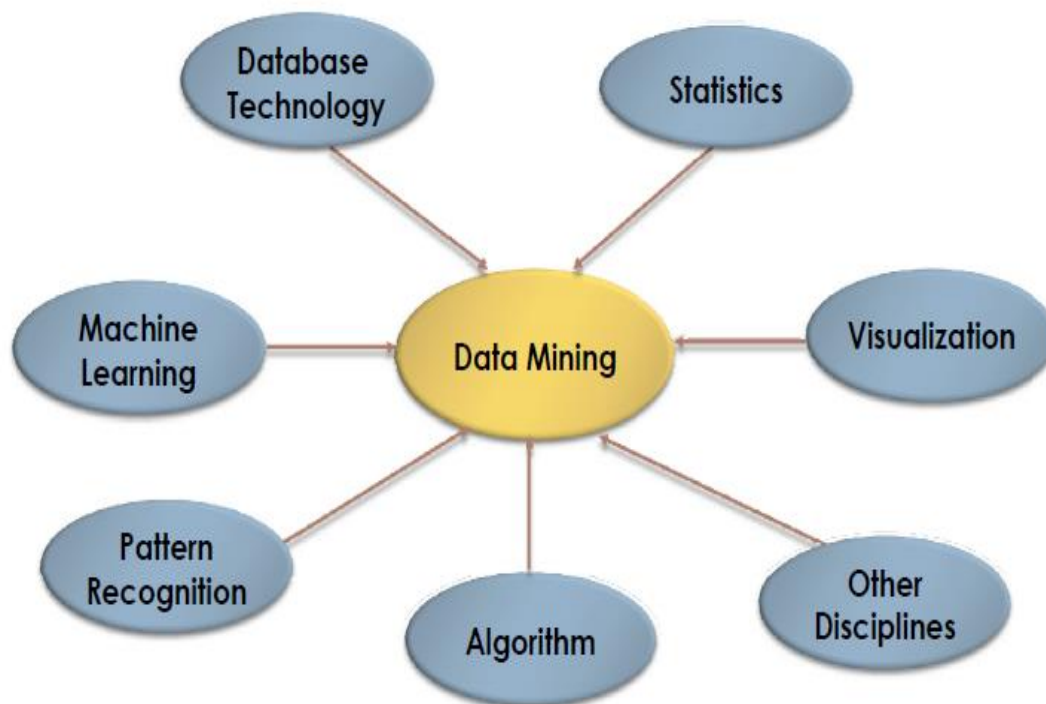 Database
Technology
Statistics
Machine
Learning
Data Mining
Visualization
Pattern
Recognition
Algorithm
Other
Disciplines